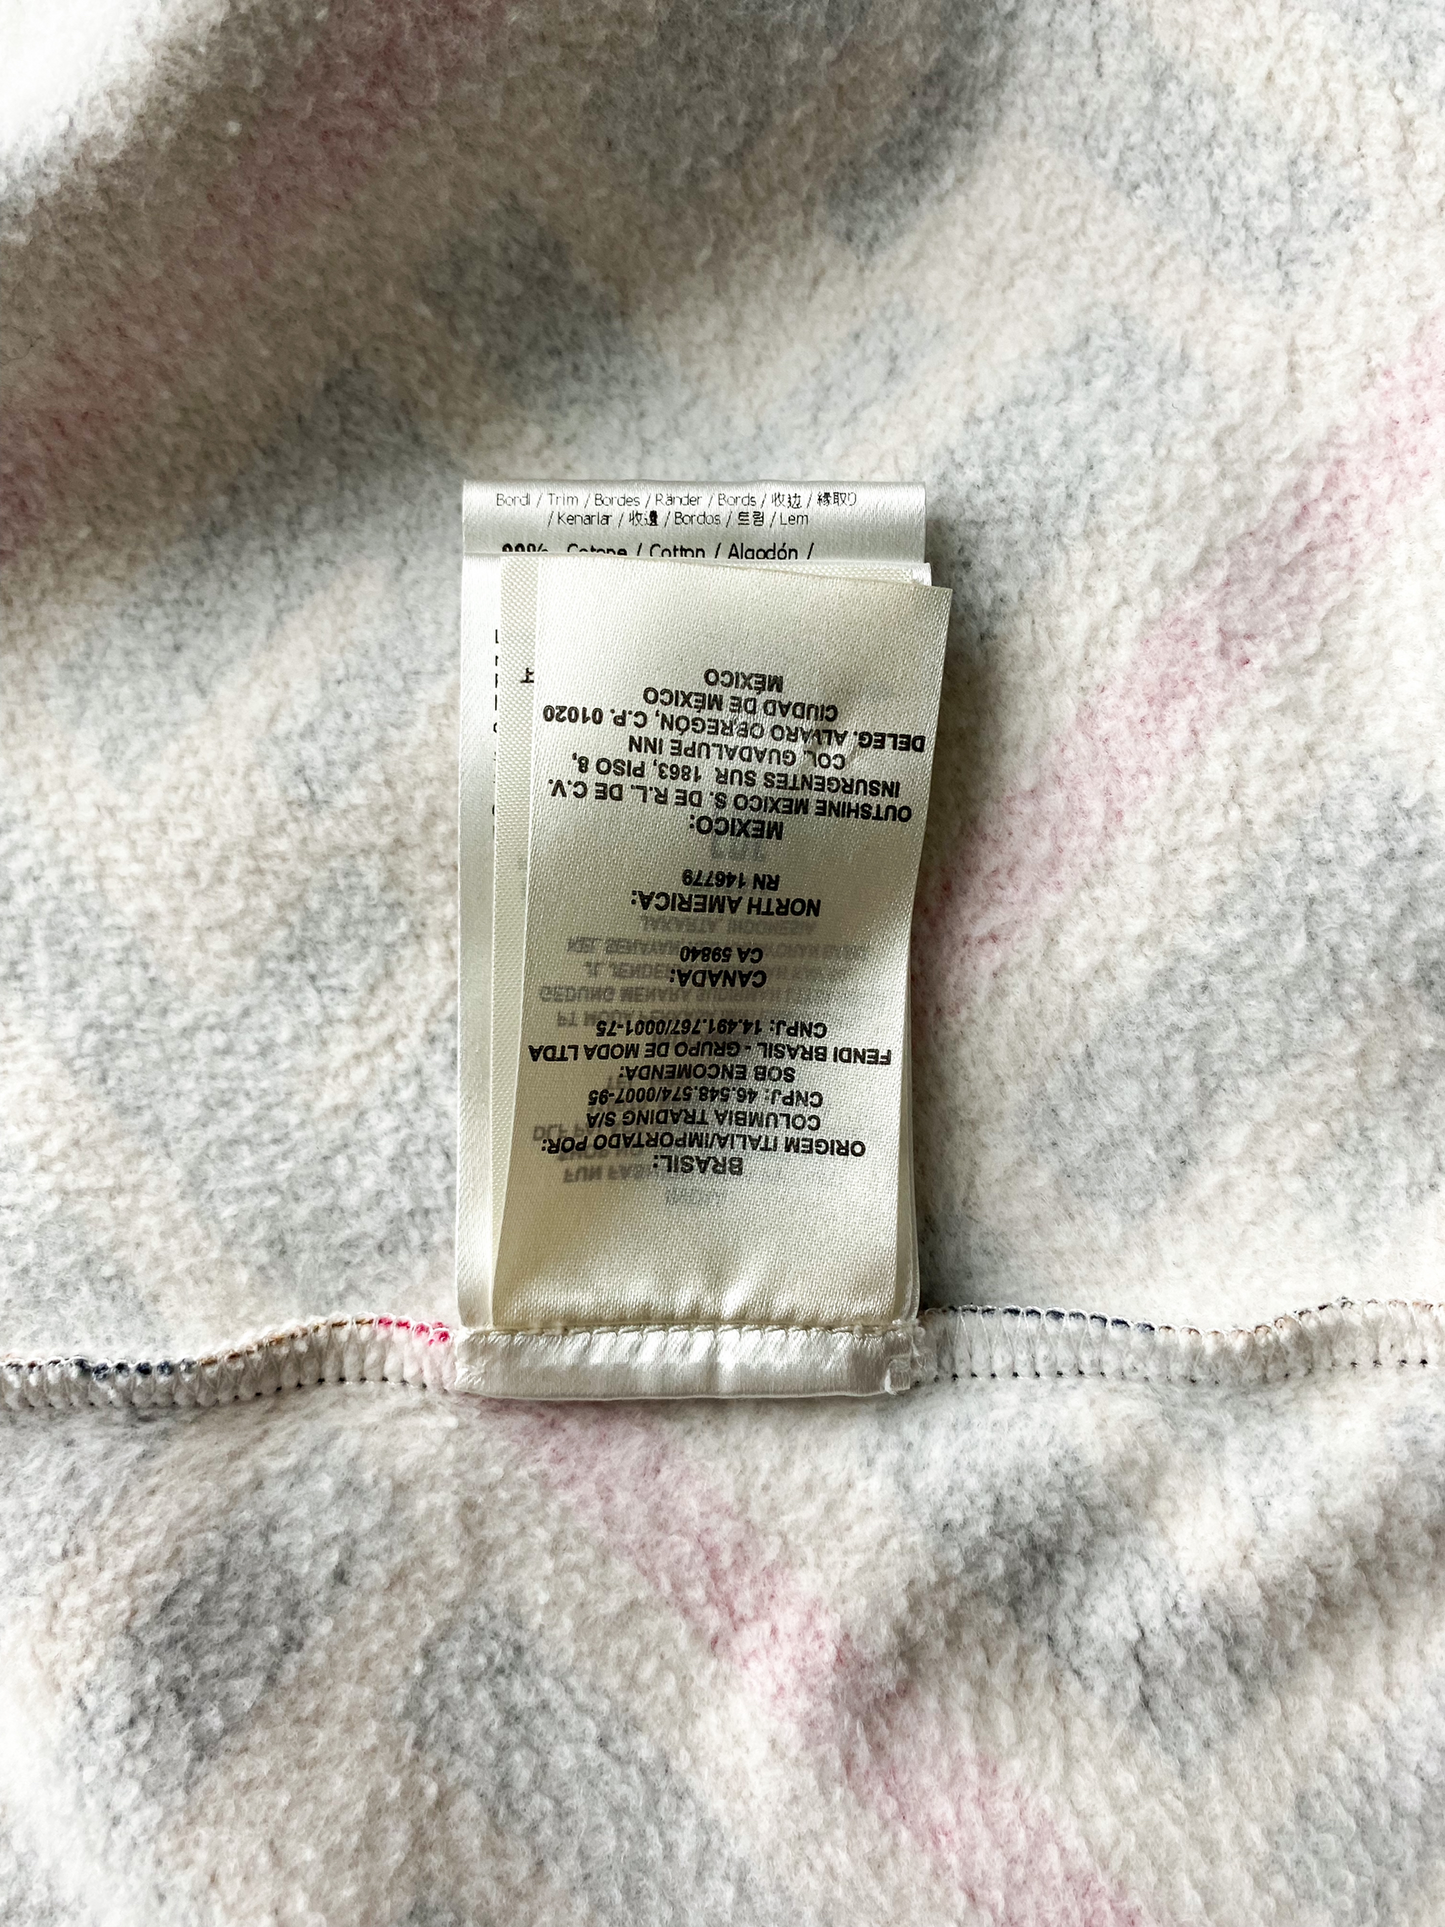 Bordi / Trim / Bordes / Ränder / Bords / 收边 / 縁取り
/ Kenarlar / 收邊 / Bordos / 트림 / Lem
Cotone / Cotton / Algodón /
BRASIL:
ORIGEM ITALIA/IMPORTADO POR:
COLUMBIA TRADING S/A
CNPJ: 46.548.574/0007-95
SOB ENCOMENDA:
FENDI BRASIL - GRUPO DE MODA LTDA
CNPJ: 14.491.767/0001-75
CANADA:
CA 59840
NORTH AMERICA:
RN 146779
MEXICO:
OUTSHINE MEXICO S. DE R.L. DE C.V.
INSURGENTES SUR 1863, PISO 8,
COL. GUADALUPE INN
DELEG. ALVARO OBREGÓN, C.P. 01020
CIUDAD DE MÉXICO
MÉXICO